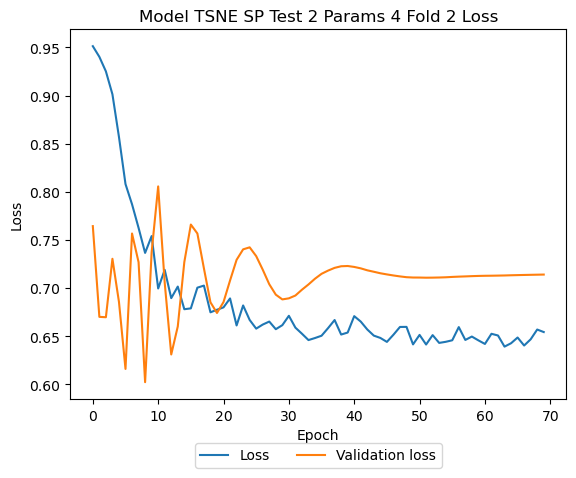 Model TSNE SP Test 2 Params 4 Fold 2 Loss
0.95
0.90
0.85
0.80
0.75
0.70
0.65
0.60
Loss
0 10 20 30 40 50 60 70
Epoch
Loss Validation loss